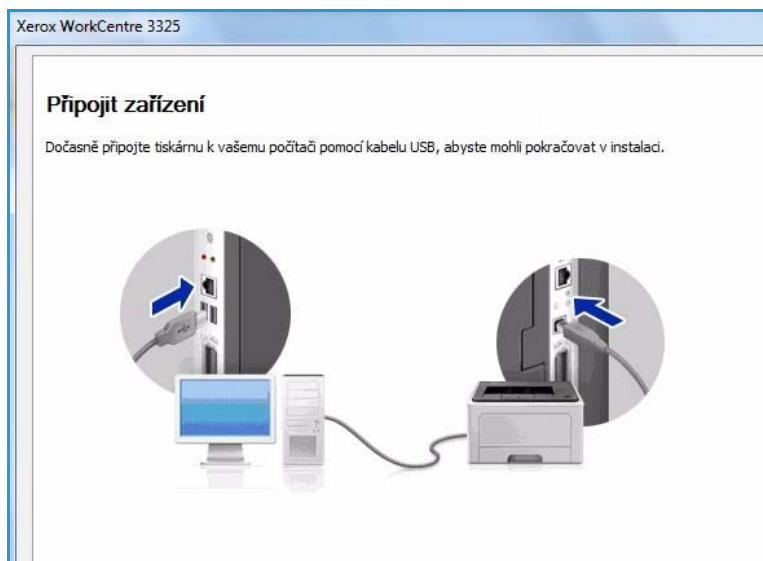 Xerox WorkCentre 3325
Připojit zařízení
Dočasně připojte tiskárnu k vašemu počítači pomocí kabelu USB, abyste mohli pokračovat v instalaci.